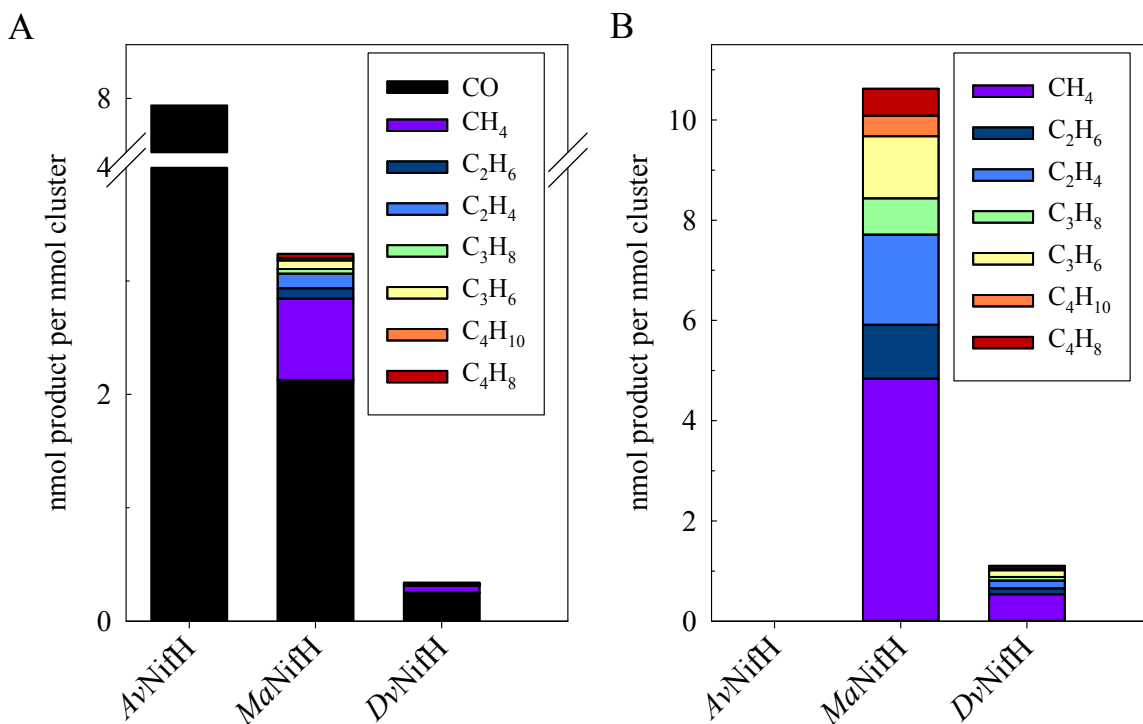 A
nmol product per nmol cluster
8
4
2
0
CO
CH₄
C₂H₆
C₂H₄
C₃H₈
C₃H₆
C₄H₁₀
C₄H₈
AvNifH
MaNifH
DvNifH
B
nmol product per nmol cluster
10
8
6
4
2
0
CH₄
C₂H₆
C₂H₄
C₃H₈
C₃H₆
C₄H₁₀
C₄H₈
AvNifH
MaNifH
DvNifH